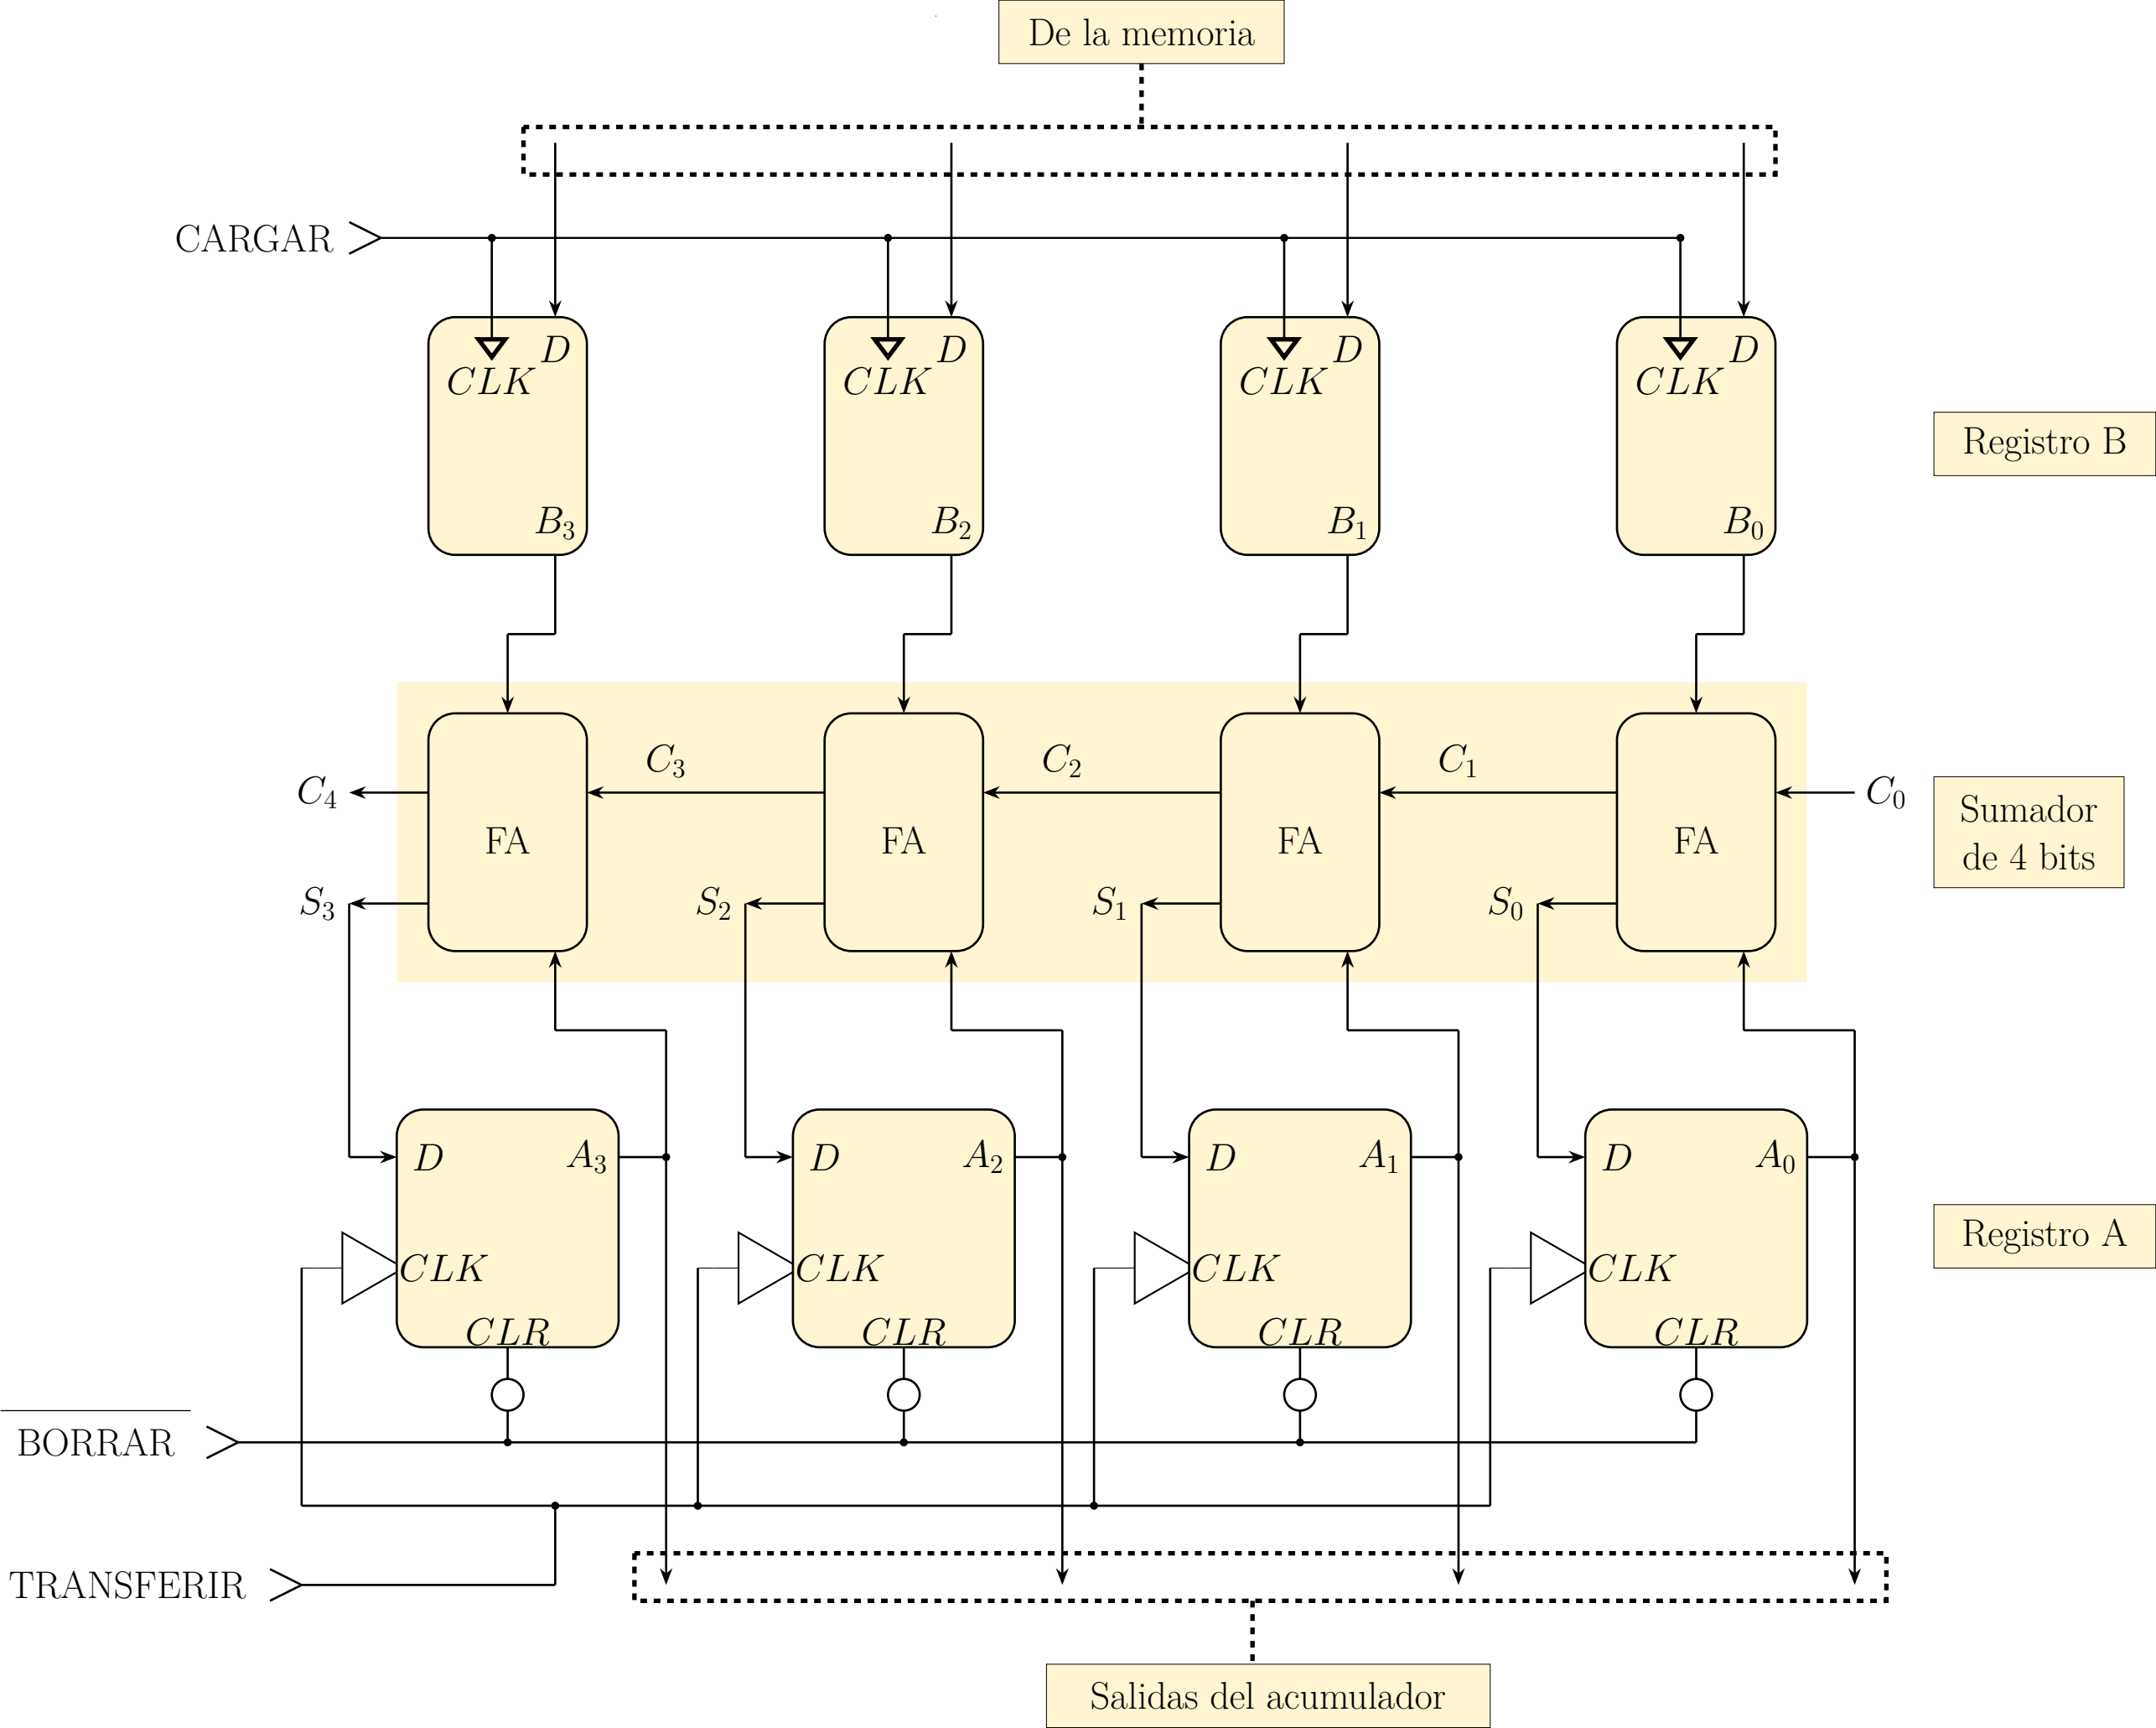 De la memoria
CARGAR
D D D D
CLK CLK CLK CLK
Registro B
B₃ B₂ B₁ B₀
C₃ C₂ C₁
C₄ C₀
Sumador
de 4 bits
FA FA FA FA
S₃ S₂ S₁ S₀
D A₃ D A₂ D A₁ D A₀
Registro A
CLK CLK CLK CLK
CLR CLR CLR CLR
B̅O̅R̅R̅A̅R̅
TRANSFERIR
Salidas del acumulador